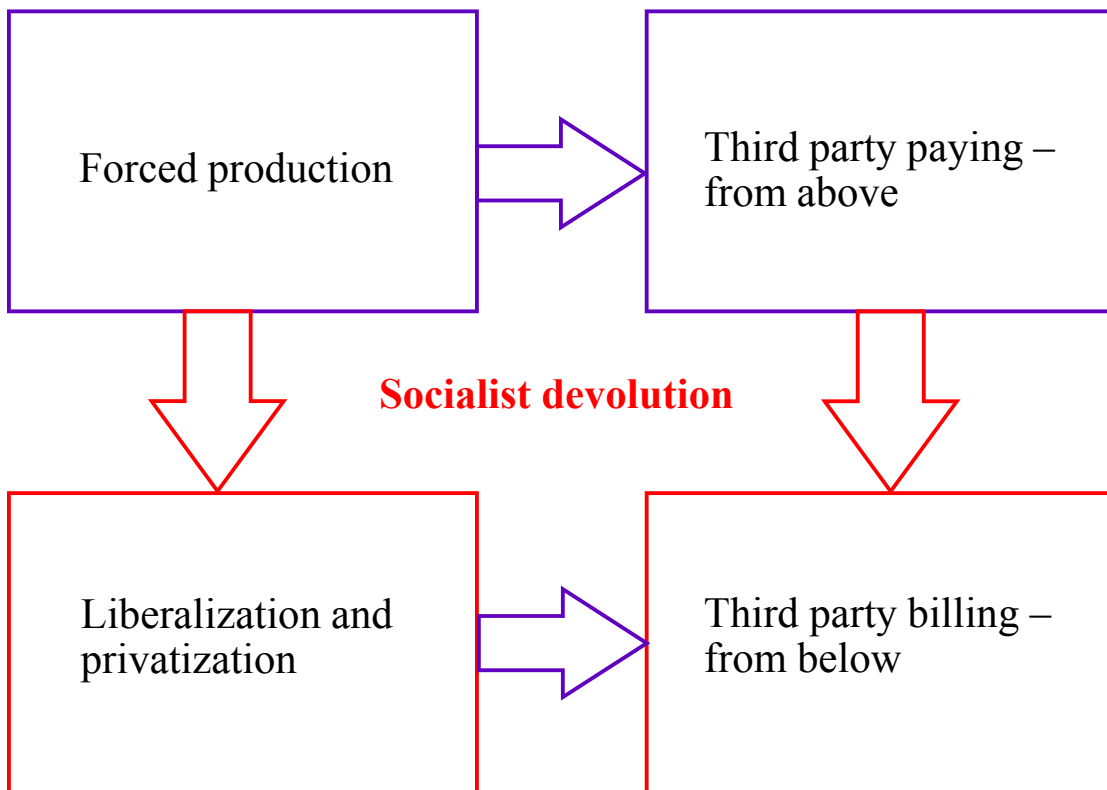 Forced production
Third party paying –
from above
Socialist devolution
Liberalization and
privatization
Third party billing –
from below